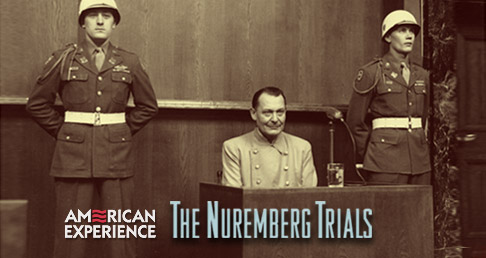 AMERICAN
EXPERIENCE
THE NUREMBERG TRIALS